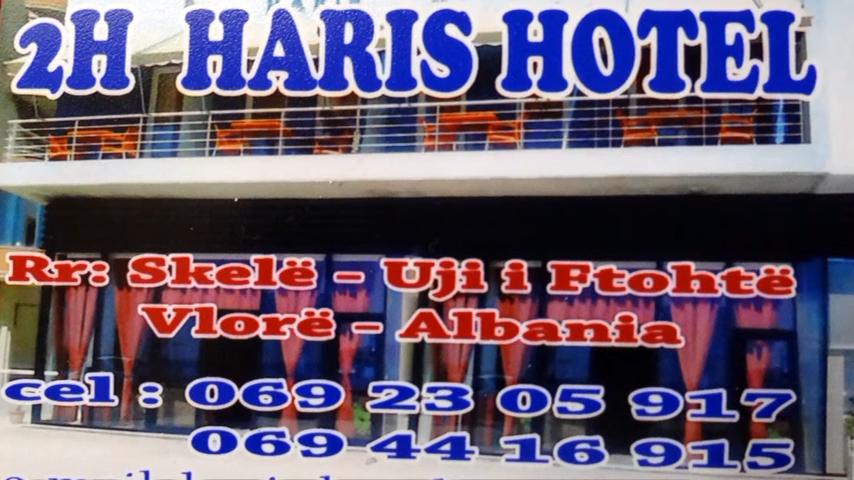 2H HARIS HOTEL
Rr: Skelë - Uji i Ftohtë
Vlorë - Albania
cel : 069 23 05 917
069 44 16 915